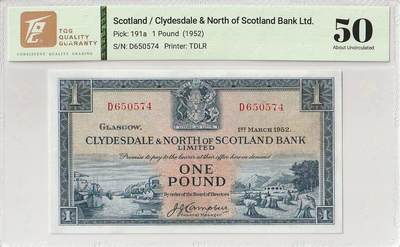 TQG
TOP
QUALITY
GUARANTY
CONSISTENT QUALITY GRADING
Scotland / Clydesdale & North of Scotland Bank Ltd.
Pick: 191a 1 Pound (1952)
S/N: D650574 Printer: TDLR
50
About Uncirculated
1
1
D650574
D650574
GLASGOW,
1ST MARCH 1952.
CLYDESDALE & NORTH OF SCOTLAND BANK
LIMITED
Promise to pay to the bearer at their office here on demand
ONE
POUND
By order of the Board of Directors
General Manager
1
1